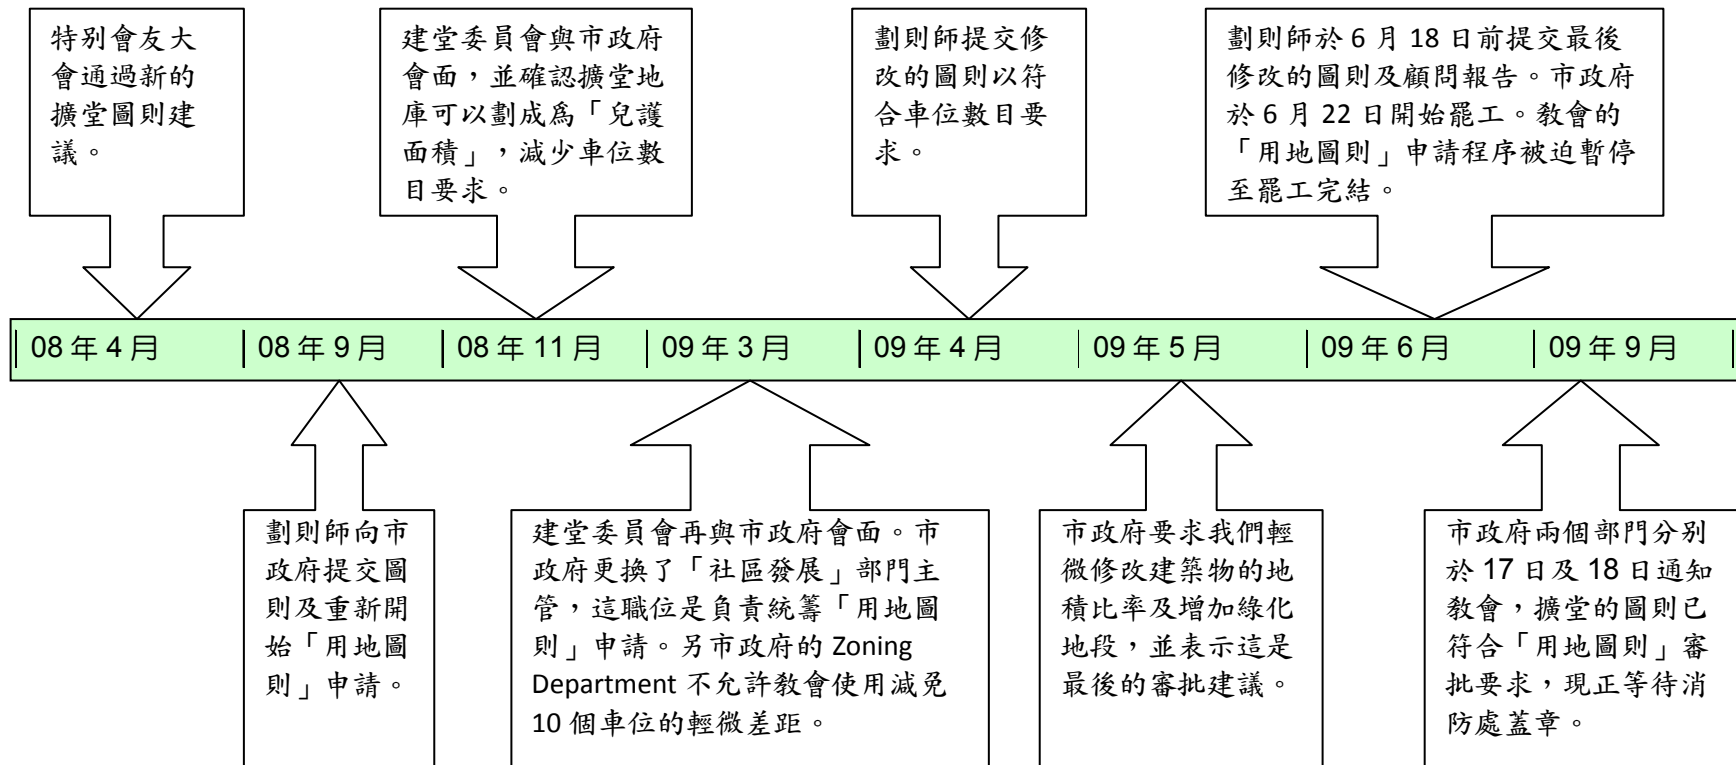 特別會友大
會通過新的
擴堂圖則建
議。
建堂委員會與市政府
會面，並確認擴堂地
庫可以劃成爲「兒護
面積」，減少車位數
目要求。
劃則師提交修
改的圖則以符
合車位數目要
求。
劃則師於 6 月 18 日前提交最後
修改的圖則及顧問報告。市政府
於 6 月 22 日開始罷工。教會的
「用地圖則」申請程序被迫暫停
至罷工完結。
08 年 4 月
08 年 9 月
08 年 11 月
09 年 3 月
09 年 4 月
09 年 5 月
09 年 6 月
09 年 9 月
劃則師向市
政府提交圖
則及重新開
始「用地圖
則」申請。
建堂委員會再與市政府會面。市
政府更換了「社區發展」部門主
管，這職位是負責統籌「用地圖
則」申請。另市政府的 Zoning
Department 不允許教會使用減免
10 個車位的輕微差距。
市政府要求我們輕
微修改建築物的地
積比率及增加綠化
地段，並表示這是
最後的審批建議。
市政府兩個部門分別
於 17 日及 18 日通知
教會，擴堂的圖則已
符合「用地圖則」審
批要求，現正等待消
防處蓋章。